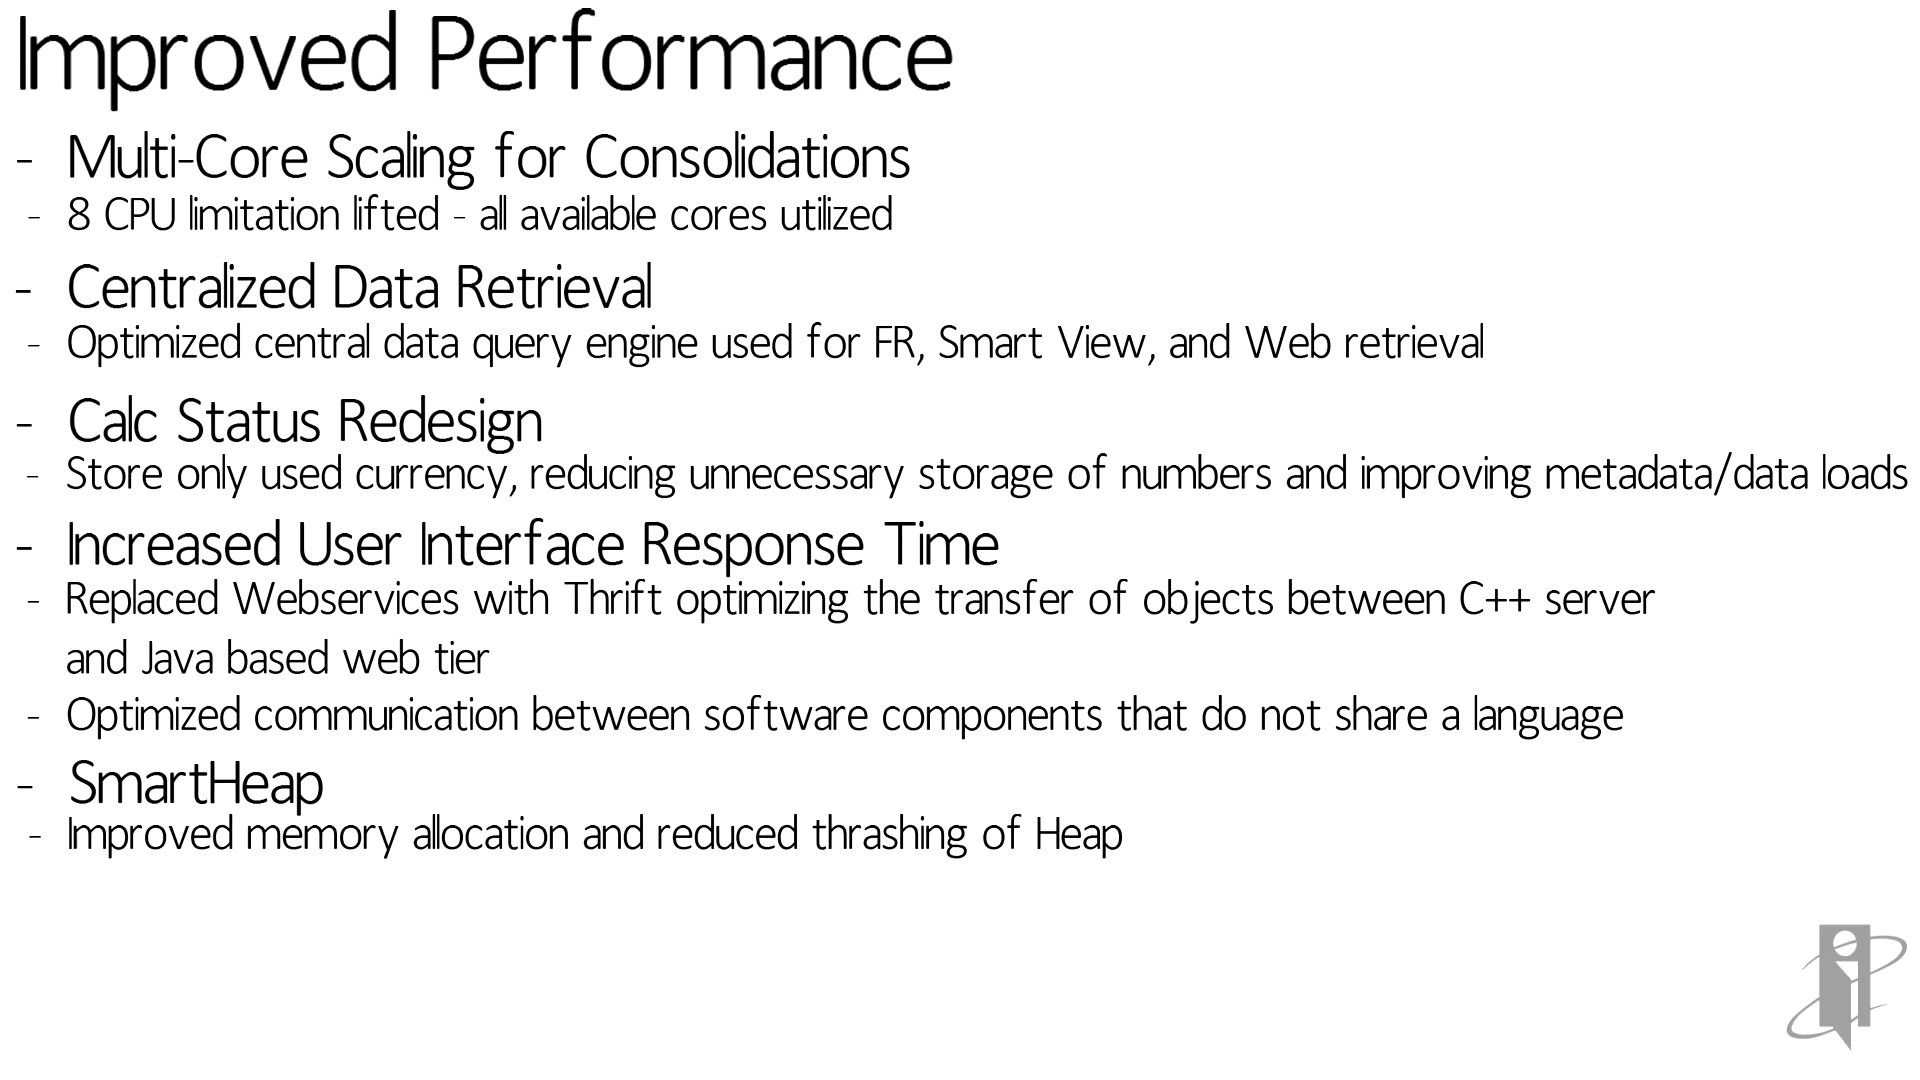 Improved Performance
- Multi-Core Scaling for Consolidations
- 8 CPU limitation lifted - all available cores utilized
- Centralized Data Retrieval
- Optimized central data query engine used for FR, Smart View, and Web retrieval
- Calc Status Redesign
- Store only used currency, reducing unnecessary storage of numbers and improving metadata/data loads
- Increased User Interface Response Time
- Replaced Webservices with Thrift optimizing the transfer of objects between C++ server
and Java based web tier
- Optimized communication between software components that do not share a language
- SmartHeap
- Improved memory allocation and reduced thrashing of Heap